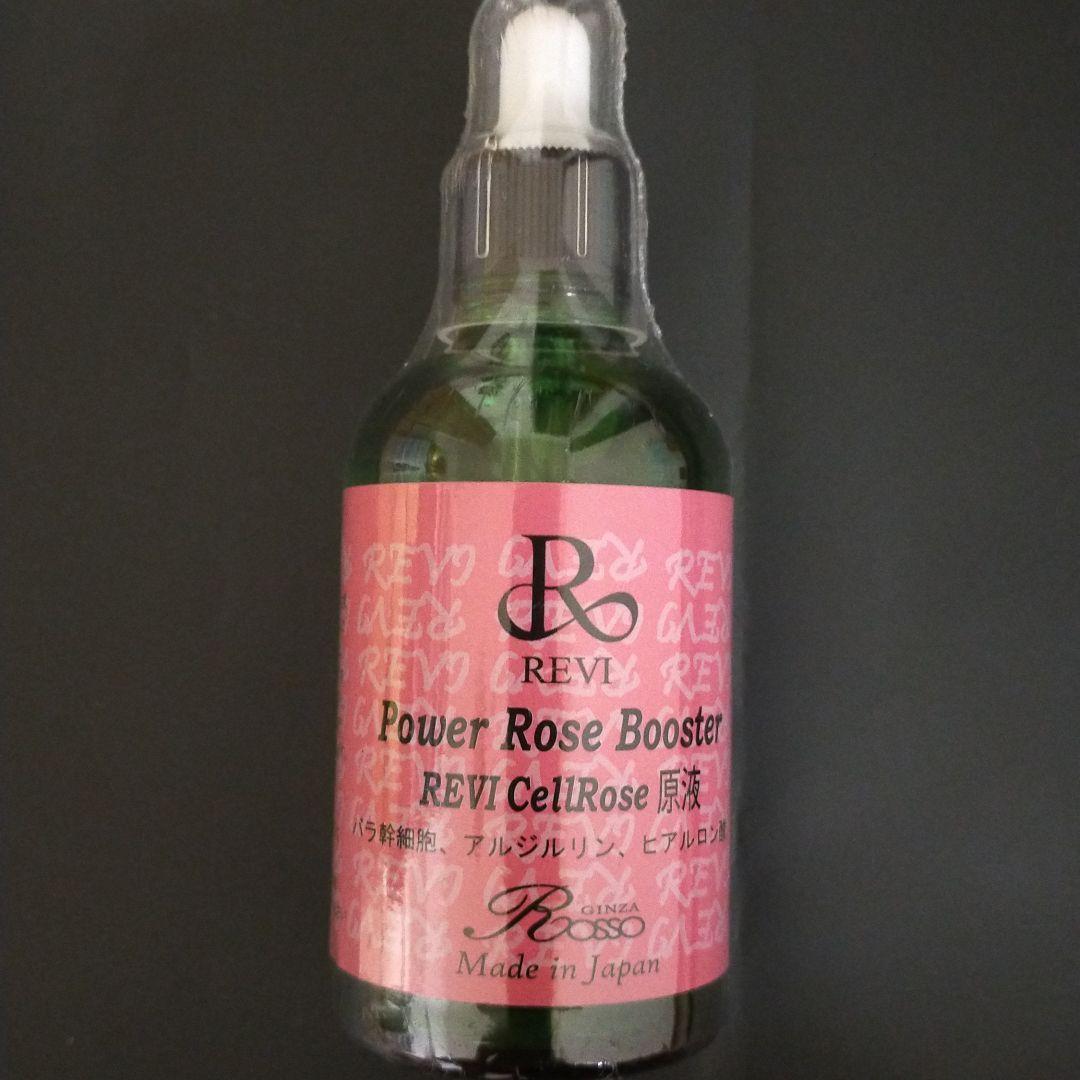 R
REVI
Power Rose Booster
REVI CellRose 原液
バラ幹細胞、アルジルリン、ヒアルロン酸
GINZA
Rosso
Made in Japan